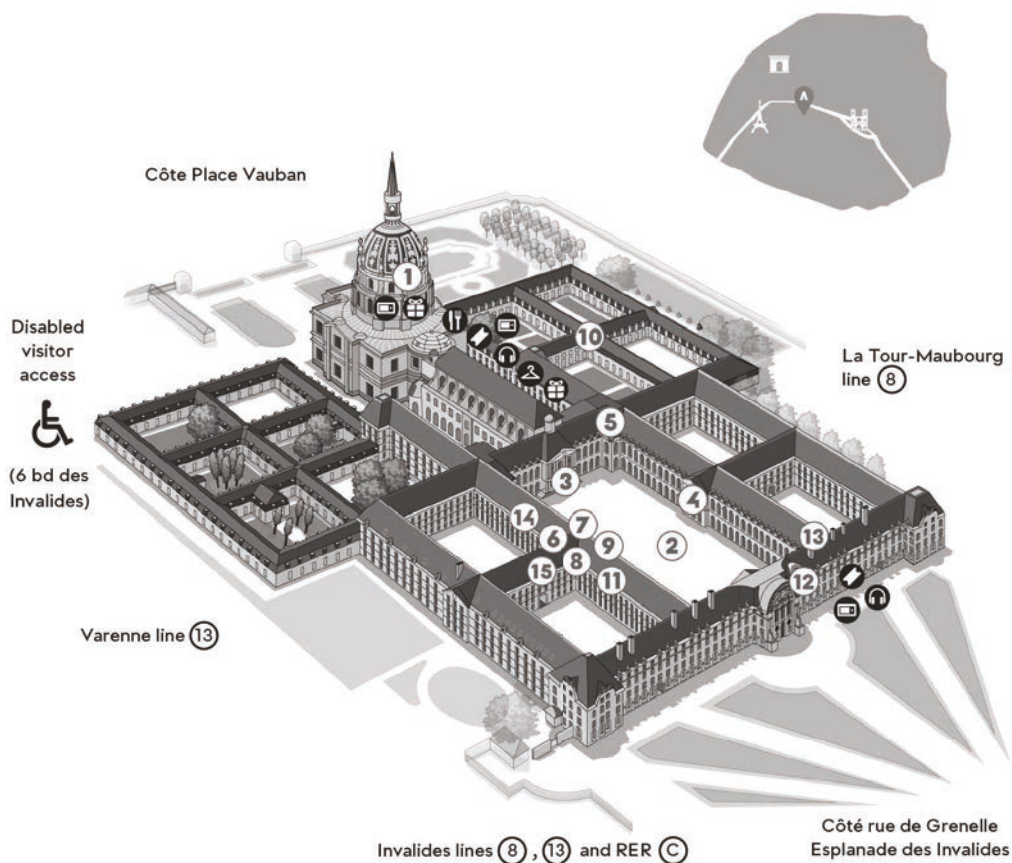 A
Côte Place Vauban
1
10
Disabled
visitor
access
(6 bd des
Invalides)
La Tour-Maubourg
line 8
5
3
4
14
7
6
9
2
13
15
8
11
12
Varenne line 13
Invalides lines 8 , 13 and RER C
Côté rue de Grenelle
Esplanade des Invalides